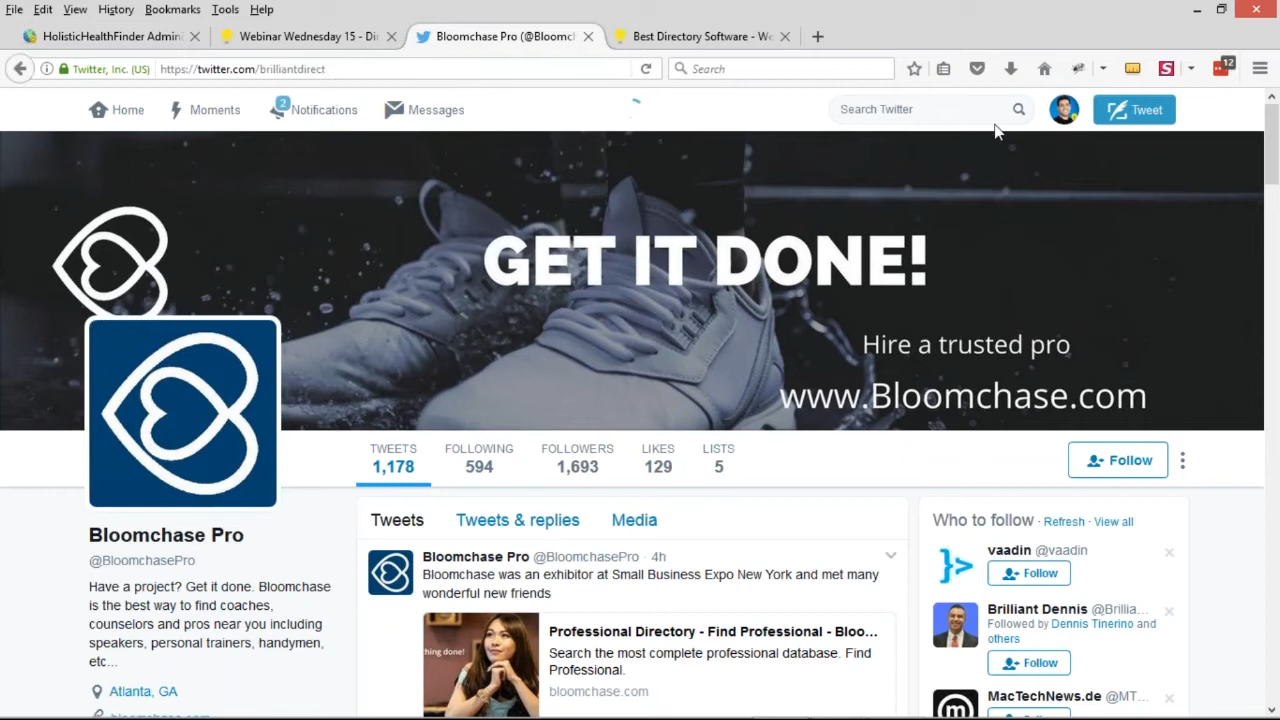 File Edit View History Bookmarks Tools Help
HolisticHealthFinder Admin
Webinar Wednesday 15 - Di
Bloomchase Pro (@Bloomc
Best Directory Software - We
Twitter, Inc. (US) https://twitter.com/brilliantdirect
Search
12
Home
Moments
2
Notifications
Messages
Search Twitter
Tweet
GET IT DONE!
Hire a trusted pro
www.Bloomchase.com
TWEETS FOLLOWING FOLLOWERS LIKES LISTS
1,178 594 1,693 129 5
Follow
Bloomchase Pro
@BloomchasePro
Have a project? Get it done. Bloomchase
is the best way to find coaches,
counselors and pros near you including
speakers, personal trainers, handymen,
etc...
Atlanta, GA
bloomchase.com
Tweets Tweets & replies Media
Bloomchase Pro @BloomchasePro · 4h
Bloomchase was an exhibitor at Small Business Expo New York and met many
wonderful new friends
hing done!
Professional Directory - Find Professional - Bloo...
Search the most complete professional database. Find
Professional.
bloomchase.com
Who to follow · Refresh · View all
vaadin @vaadin
Follow
Brilliant Dennis @Brillia...
Followed by Dennis Tinerino and
others
Follow
MacTechNews.de @MT...